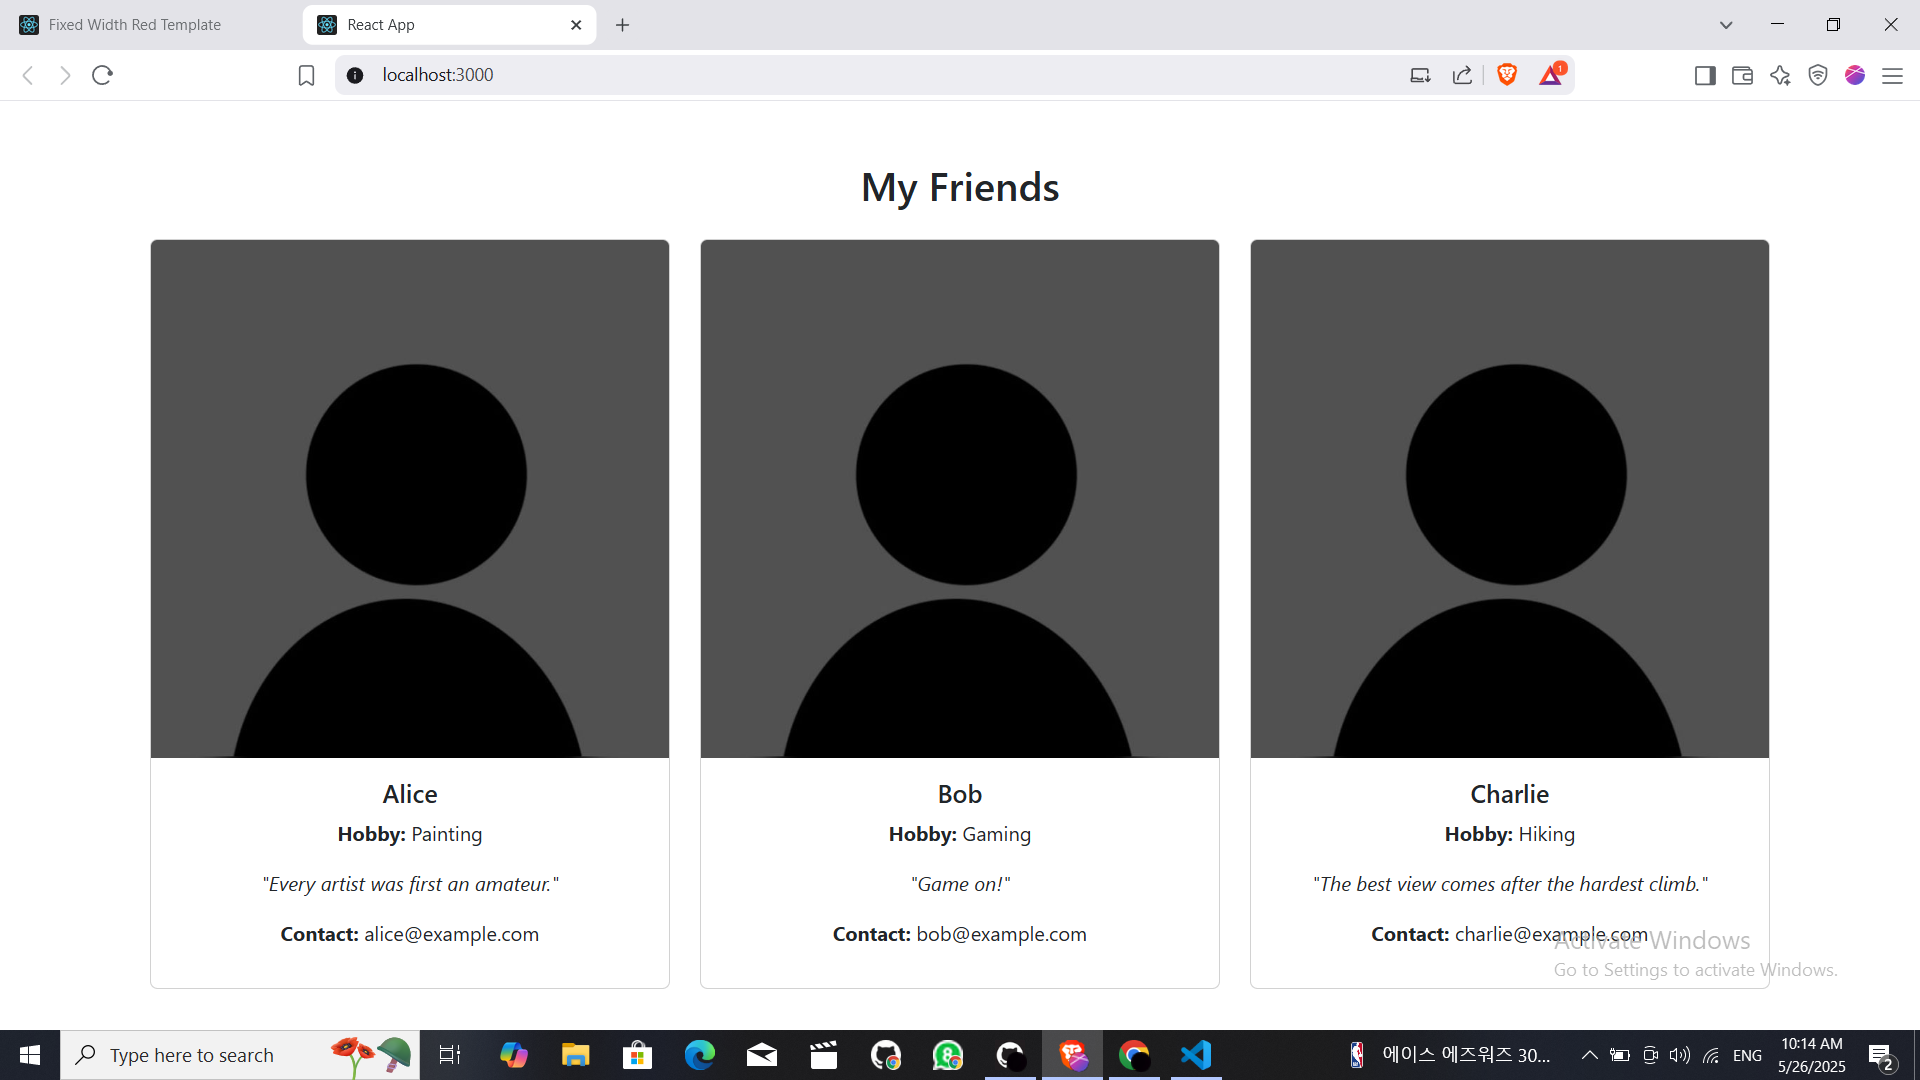 Fixed Width Red Template
React App
localhost:3000
1
My Friends
Alice
Hobby: Painting
"Every artist was first an amateur."
Contact: alice@example.com
Bob
Hobby: Gaming
"Game on!"
Contact: bob@example.com
Charlie
Hobby: Hiking
"The best view comes after the hardest climb."
Contact: charlie@example.com
Activate Windows
Go to Settings to activate Windows.
Type here to search
8
에이스 에즈워즈 30...
ENG
10:14 AM
5/26/2025
2